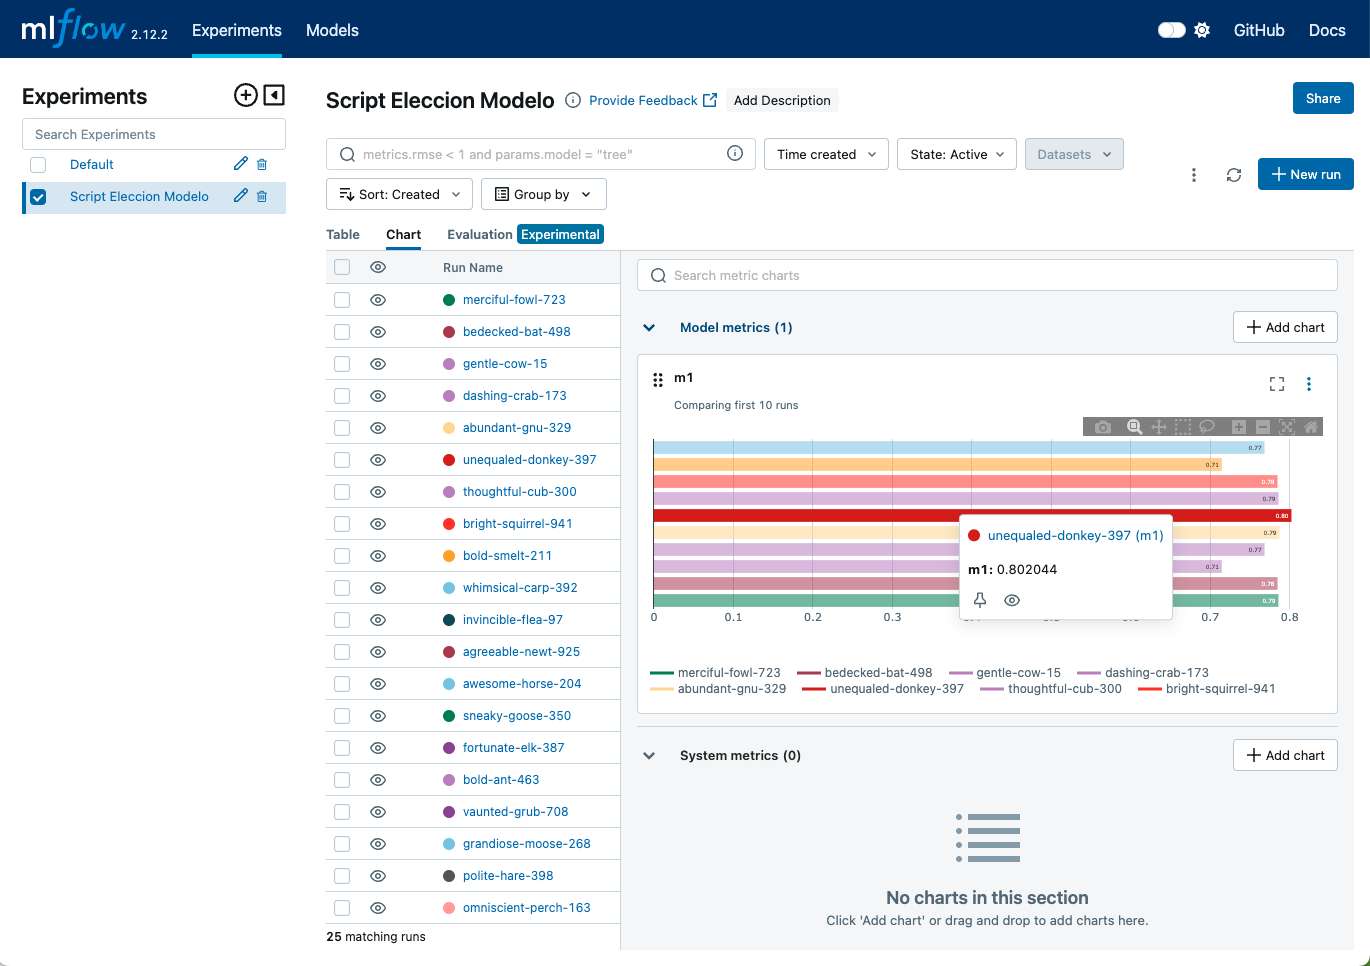 mlflow 2.12.2
Experiments
Models
GitHub
Docs
Experiments
Search Experiments
Default
Script Eleccion Modelo
Script Eleccion Modelo
Provide Feedback
Add Description
Share
metrics.rmse < 1 and params.model = "tree"
Time created
State: Active
Datasets
New run
Sort: Created
Group by
Table
Chart
Evaluation Experimental
Run Name
merciful-fowl-723
bedecked-bat-498
gentle-cow-15
dashing-crab-173
abundant-gnu-329
unequaled-donkey-397
thoughtful-cub-300
bright-squirrel-941
bold-smelt-211
whimsical-carp-392
invincible-flea-97
agreeable-newt-925
awesome-horse-204
sneaky-goose-350
fortunate-elk-387
bold-ant-463
vaunted-grub-708
grandiose-moose-268
polite-hare-398
omniscient-perch-163
25 matching runs
Search metric charts
Model metrics (1)
Add chart
m1
Comparing first 10 runs
0.77
0.71
0.78
0.79
0.80
0.79
0.77
0.71
0.78
0.79
unequaled-donkey-397 (m1)
m1: 0.802044
0 0.1 0.2 0.3 0.7 0.8
merciful-fowl-723 bedecked-bat-498 gentle-cow-15 dashing-crab-173
abundant-gnu-329 unequaled-donkey-397 thoughtful-cub-300 bright-squirrel-941
System metrics (0)
Add chart
No charts in this section
Click 'Add chart' or drag and drop to add charts here.